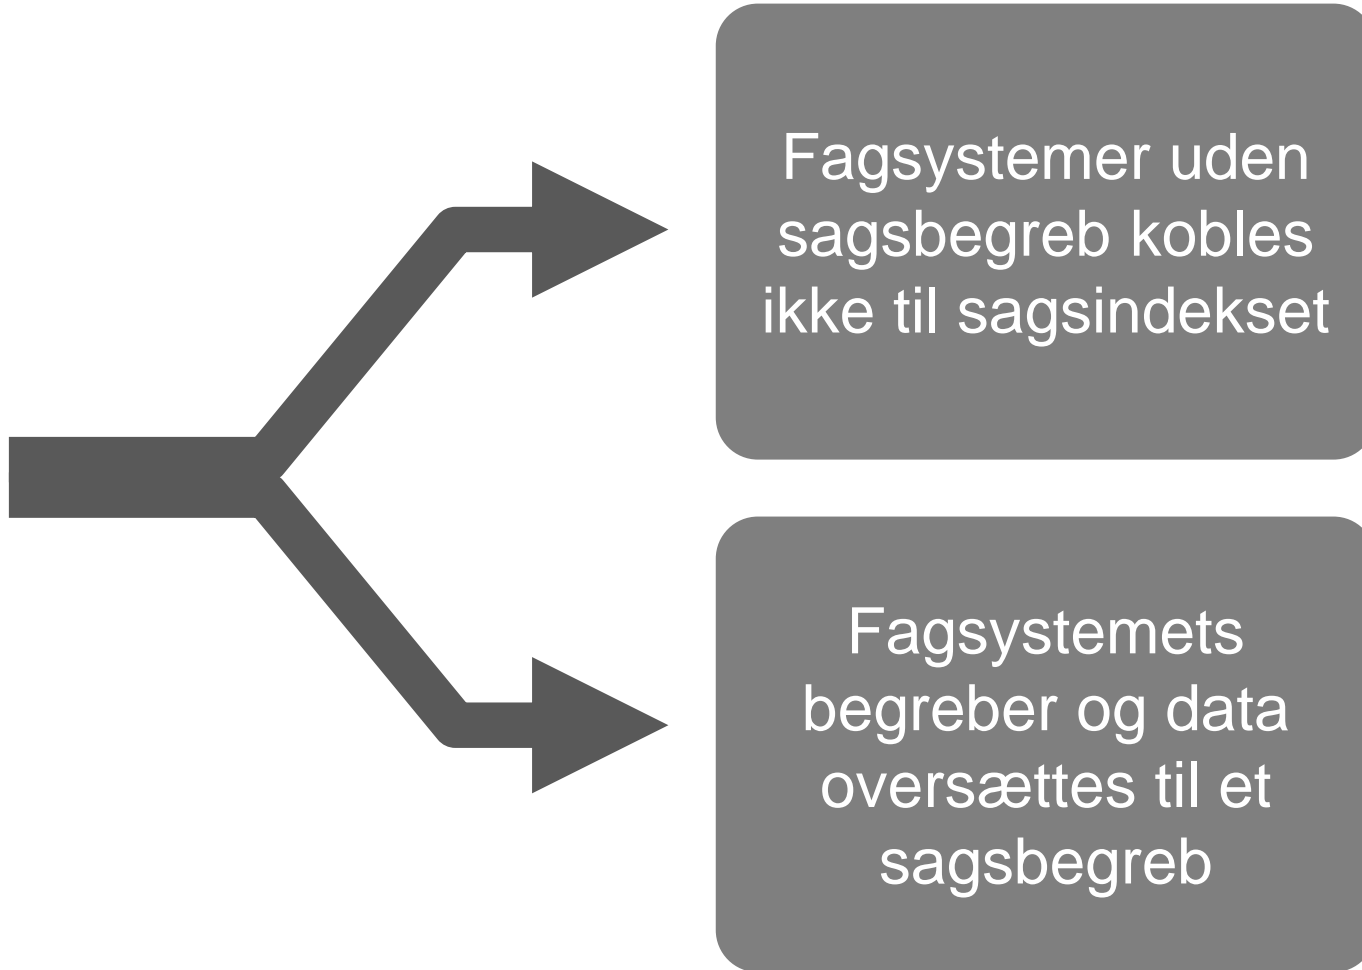 Fagsystemer uden
sagsbegreb kobles
ikke til sagsindekset
Fagsystemets
begreber og data
oversættes til et
sagsbegreb